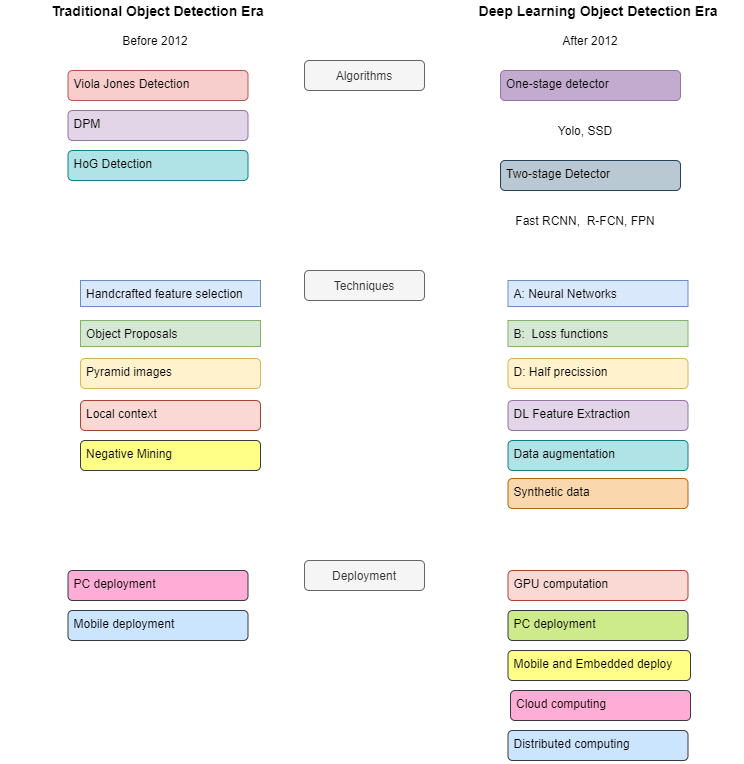 Traditional Object Detection Era
Deep Learning Object Detection Era
Before 2012
After 2012
Algorithms
Viola Jones Detection
DPM
HoG Detection
One-stage detector
Yolo, SSD
Two-stage Detector
Fast RCNN,  R-FCN, FPN
Techniques
Handcrafted feature selection
Object Proposals
Pyramid images
Local context
Negative Mining
A: Neural Networks
B:  Loss functions
D: Half precission
DL Feature Extraction
Data augmentation
Synthetic data
Deployment
PC deployment
Mobile deployment
GPU computation
PC deployment
Mobile and Embedded deploy
Cloud computing
Distributed computing